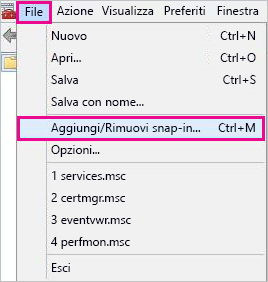 File Azione Visualizza Preferiti Finestra
Nuovo Ctrl+N
Apri... Ctrl+O
Salva Ctrl+S
Salva con nome...
Aggiungi/Rimuovi snap-in... Ctrl+M
Opzioni...
1 services.msc
2 certmgr.msc
3 eventvwr.msc
4 perfmon.msc
Esci